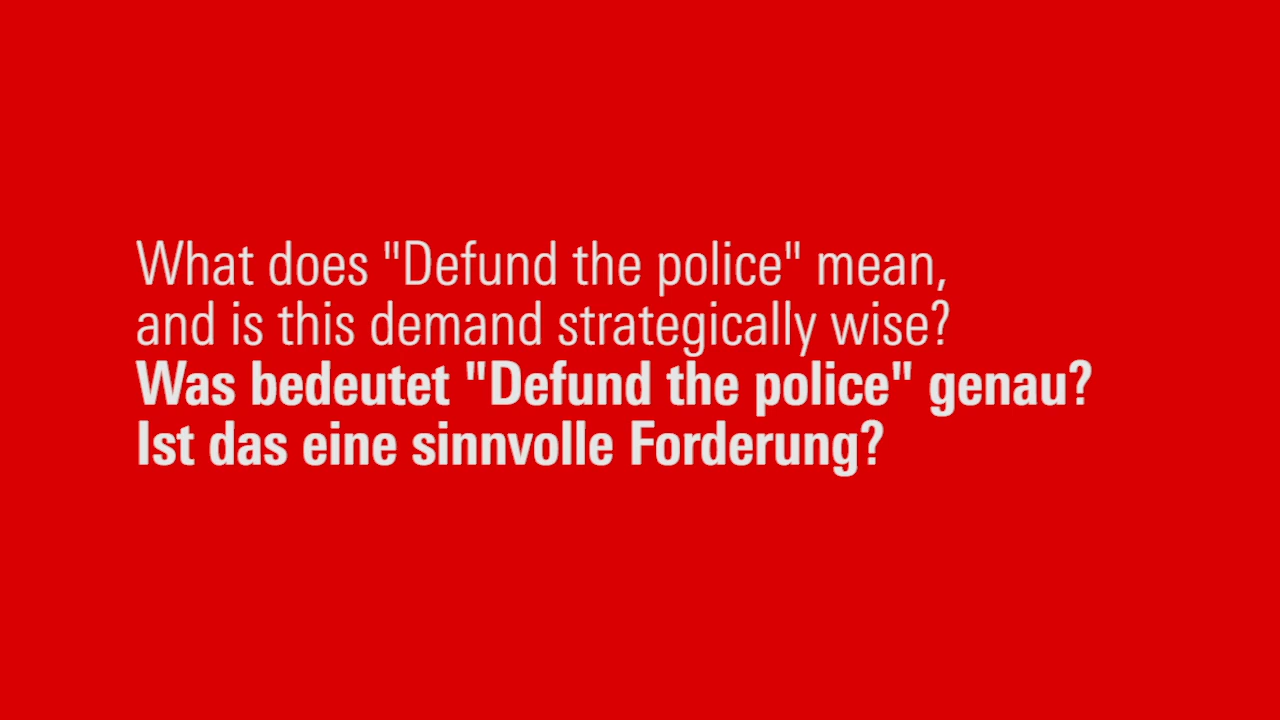 What does "Defund the police" mean,
and is this demand strategically wise?
Was bedeutet "Defund the police" genau?
Ist das eine sinnvolle Forderung?